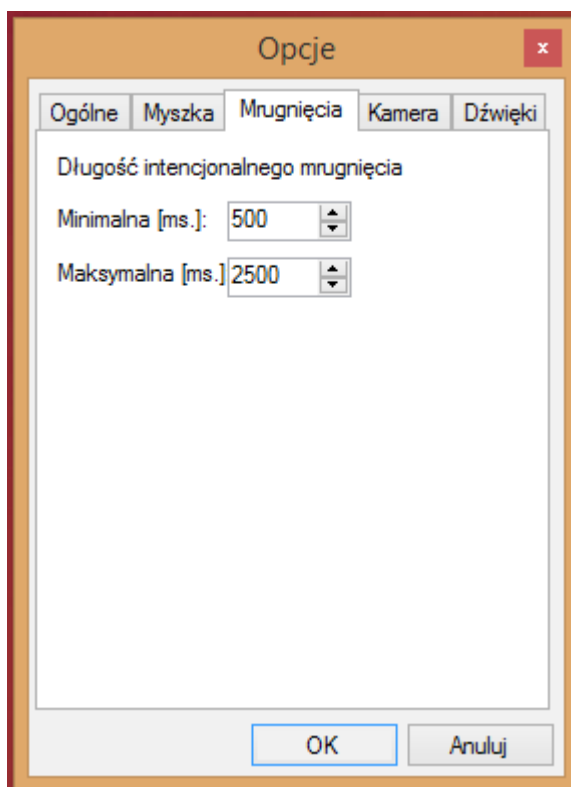 Opcje
x
Ogólne Myszka Mrugnięcia Kamera Dźwięki
Długość intencjonalnego mrugnięcia
Minimalna [ms.]: 500
Maksymalna [ms.] 2500
OK Anuluj